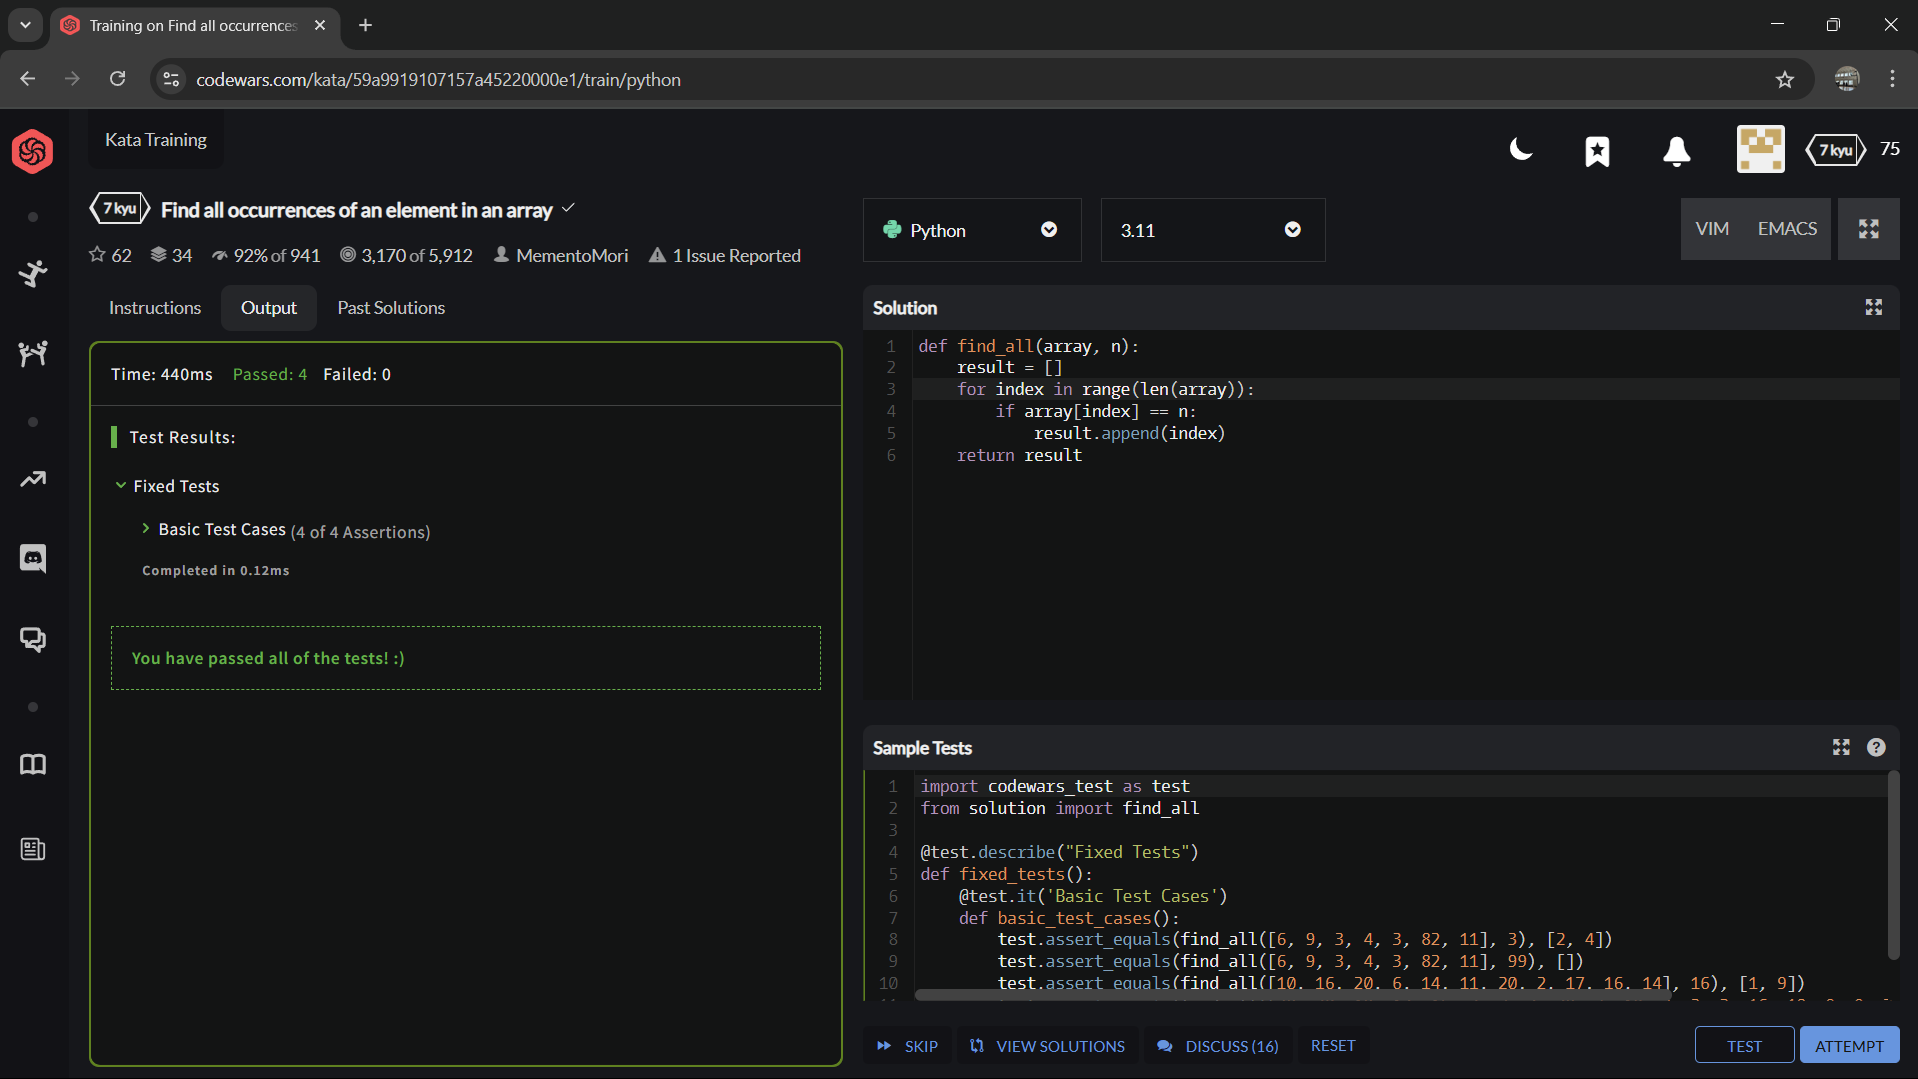 Training on Find all occurrences
codewars.com/kata/59a9919107157a45220000e1/train/python
Kata Training
7 kyu 75
7 kyu Find all occurrences of an element in an array
62 34 92% of 941 3,170 of 5,912 MementoMori 1 Issue Reported
Python 3.11 VIM EMACS
Instructions Output Past Solutions
Time: 440ms Passed: 4 Failed: 0
Test Results:
Fixed Tests
Basic Test Cases (4 of 4 Assertions)
Completed in 0.12ms
You have passed all of the tests! :)
Solution
1 def find_all(array, n):
2     result = []
3     for index in range(len(array)):
4         if array[index] == n:
5             result.append(index)
6     return result
Sample Tests
1 import codewars_test as test
2 from solution import find_all
3
4 @test.describe("Fixed Tests")
5 def fixed_tests():
6     @test.it('Basic Test Cases')
7     def basic_test_cases():
8         test.assert_equals(find_all([6, 9, 3, 4, 3, 82, 11], 3), [2, 4])
9         test.assert_equals(find_all([6, 9, 3, 4, 3, 82, 11], 99), [])
10         test.assert_equals(find_all([10, 16, 20, 6, 14, 11, 20, 2, 17, 16, 14], 16), [1, 9])
SKIP VIEW SOLUTIONS DISCUSS (16) RESET TEST ATTEMPT